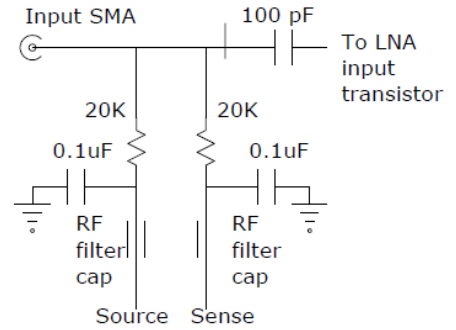 Input SMA
100 pF
To LNA
input
transistor
20K
20K
0.1uF
0.1uF
RF
filter
cap
RF
filter
cap
Source
Sense